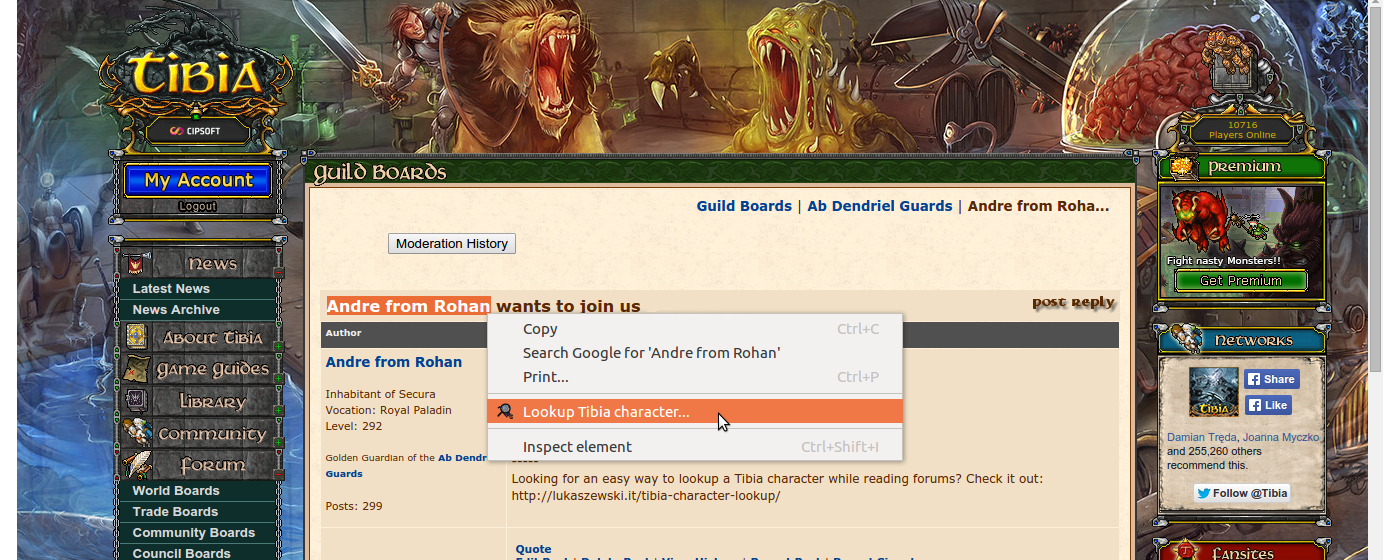 TIBIA
CIPSOFT
10716
Players Online
My Account
Logout
News
Latest News
News Archive
About Tibia
Game Guides
Library
Community
Forum
World Boards
Trade Boards
Community Boards
Council Boards
Guild Boards
Guild Boards | Ab Dendriel Guards | Andre from Roha...
Moderation History
Andre from Rohan wants to join us
post reply
Author
Andre from Rohan
Inhabitant of Secura
Vocation: Royal Paladin
Level: 292
Golden Guardian of the Ab Dendr
Guards
Posts: 299
Copy Ctrl+C
Search Google for 'Andre from Rohan'
Print... Ctrl+P
Lookup Tibia character...
Inspect element Ctrl+Shift+I
Looking for an easy way to lookup a Tibia character while reading forums? Check it out:
http://lukaszewski.it/tibia-character-lookup/
Quote
Premium
Fight nasty Monsters!!
Get Premium
Networks
TIBIA
Share
Like
Damian Tręda, Joanna Myczko
and 255,260 others
recommend this.
Follow @Tibia
Fansites